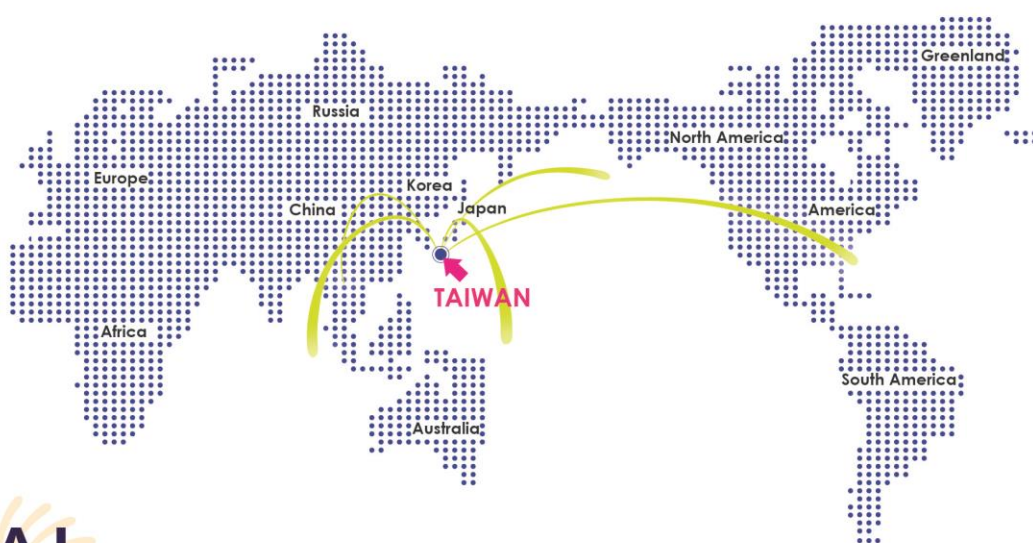 Greenland
Russia
North America
Europe
Korea
China
Japan
America
TAIWAN
Africa
South America
Australia